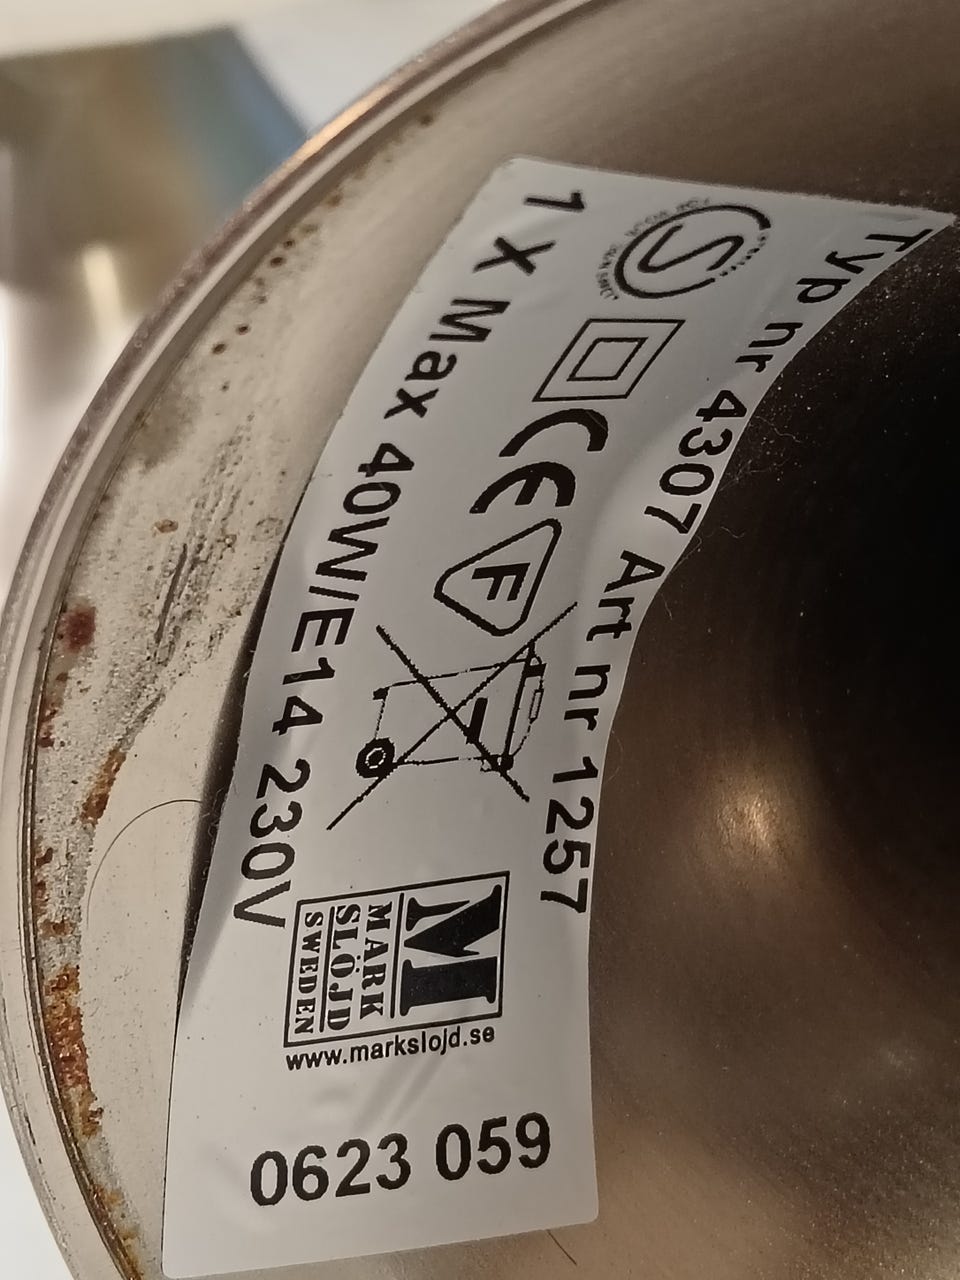 Typ nr 4307 Art nr 1257
S
CE F
1 X Max 40W/E14 230V
M
MARK
SLÖJD
SWEDEN
www.markslojd.se
0623 059